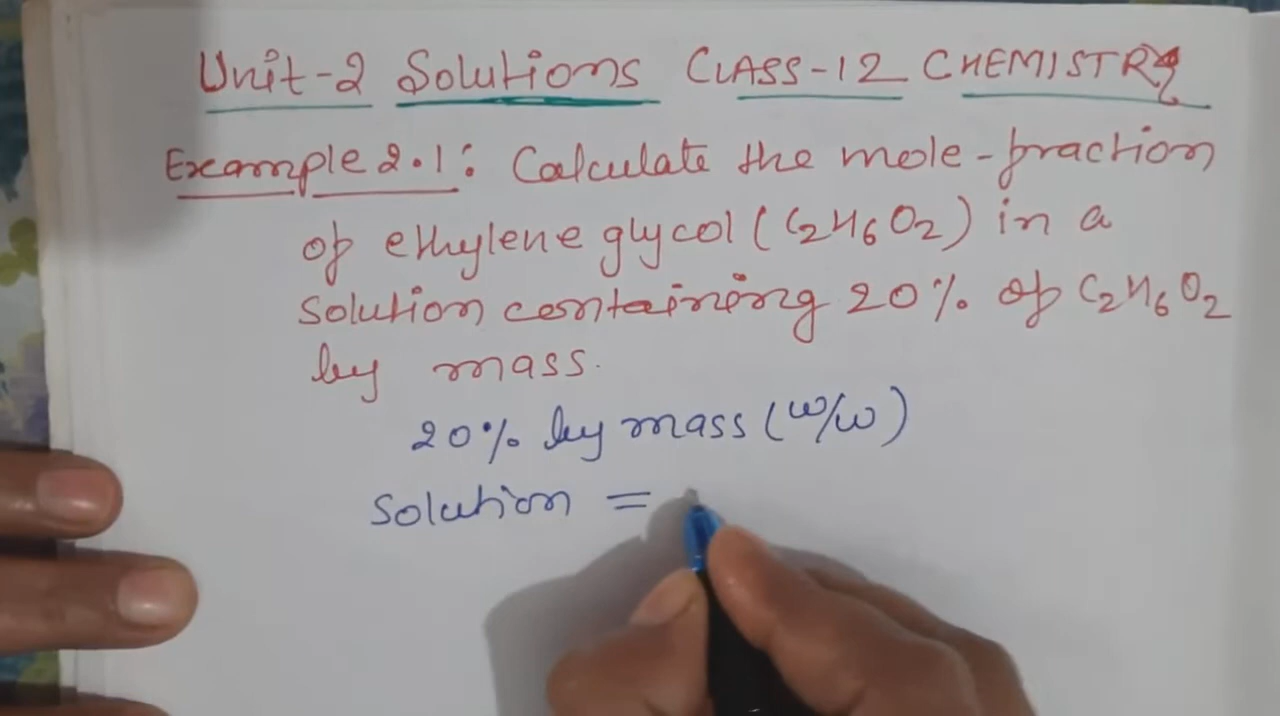 Unit-2 Solutions CLASS-12 CHEMISTRY
Example 2.1: Calculate the mole-fraction
of ethylene glycol (C2H6O2) in a
solution containing 20% of C2H6O2
by mass.
20% by mass (w/w)
Solution =